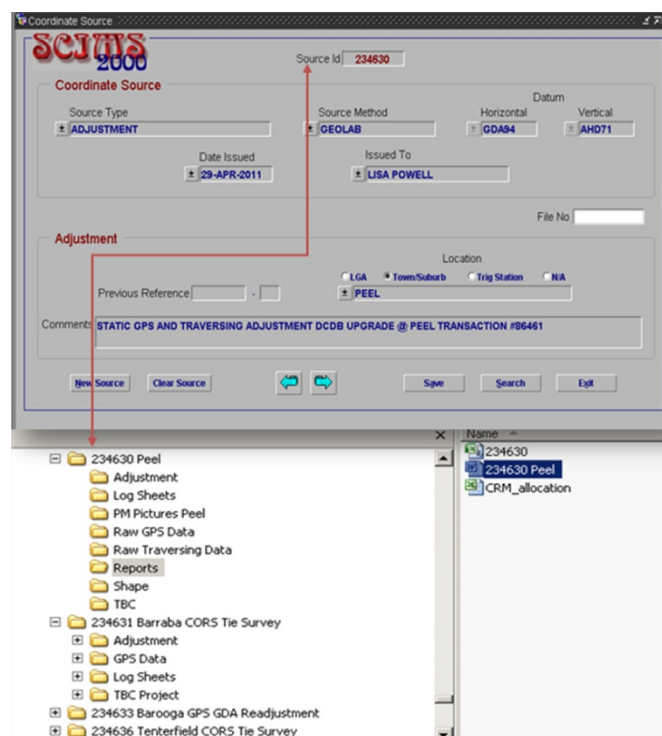 Coordinate Source
SCIMS
2000
Source Id 234630
Coordinate Source
Datum
Source Type Source Method Horizontal Vertical
ADJUSTMENT GEOLAB GDA94 AHD71
Date Issued Issued To
29-APR-2011 LISA POWELL
File No
Adjustment
Location
LGA Town/Suburb Trig Station N/A
Previous Reference - PEEL
Comments STATIC GPS AND TRAVERSING ADJUSTMENT DCDB UPGRADE @ PEEL TRANSACTION #86461
New Source Clear Source Save Search Exit
Name
234630 Peel
Adjustment
Log Sheets
PM Pictures Peel
Raw GPS Data
Raw Traversing Data
Reports
Shape
TBC
234631 Barraba CORS Tie Survey
Adjustment
GPS Data
Log Sheets
TBC Project
234633 Barooga GPS GDA Readjustment
234636 Tenterfield CORS Tie Survey
234630
234630 Peel
CRM_allocation